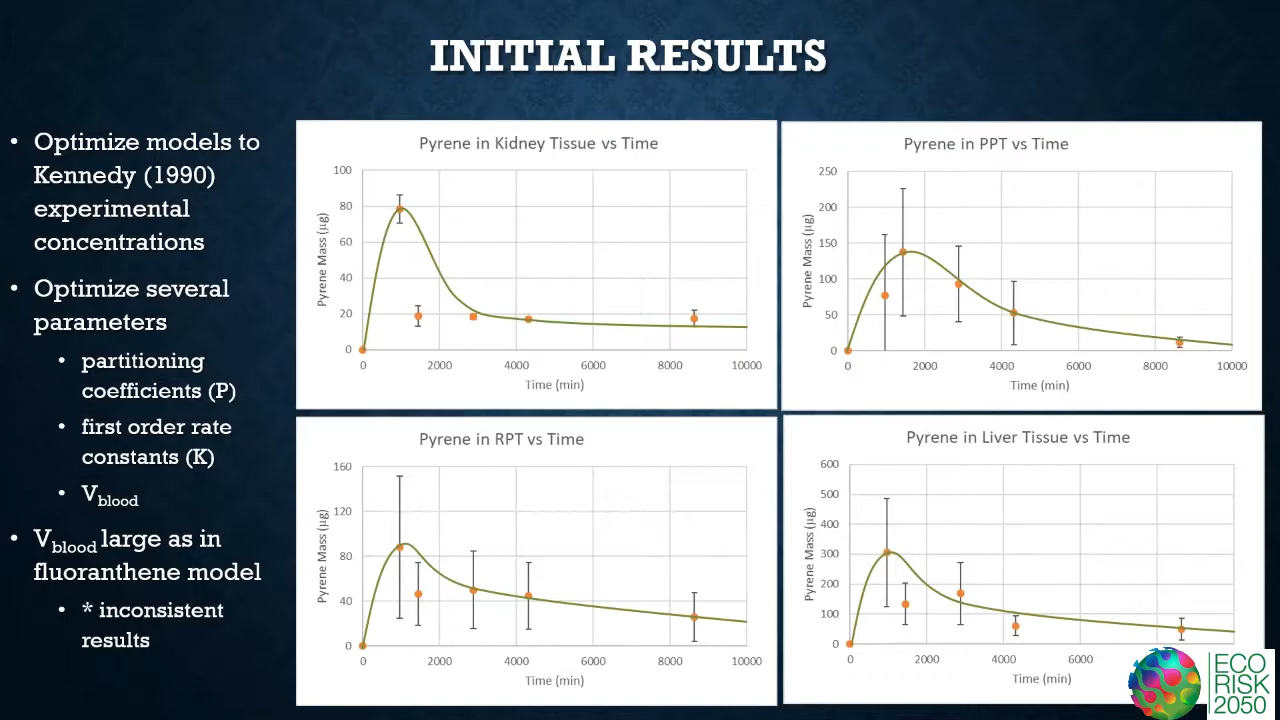 INITIAL RESULTS
• Optimize models to
Kennedy (1990)
experimental
concentrations
• Optimize several
parameters
• partitioning
coefficients (P)
• first order rate
constants (K)
• Vblood
• Vblood large as in
fluoranthene model
• * inconsistent
results
Pyrene in Kidney Tissue vs Time
Pyrene Mass (µg)
100
80
60
40
20
0
0 2000 4000 6000 8000 10000
Time (min)
Pyrene in PPT vs Time
Pyrene Mass (µg)
250
200
150
100
50
0
0 2000 4000 6000 8000 10000
Time (min)
Pyrene in RPT vs Time
Pyrene Mass (µg)
160
120
80
40
0
0 2000 4000 6000 8000 10000
Time (min)
Pyrene in Liver Tissue vs Time
Pyrene Mass (µg)
600
500
400
300
200
100
0
0 2000 4000 6000
Time (min)
ECO
RISK
2050